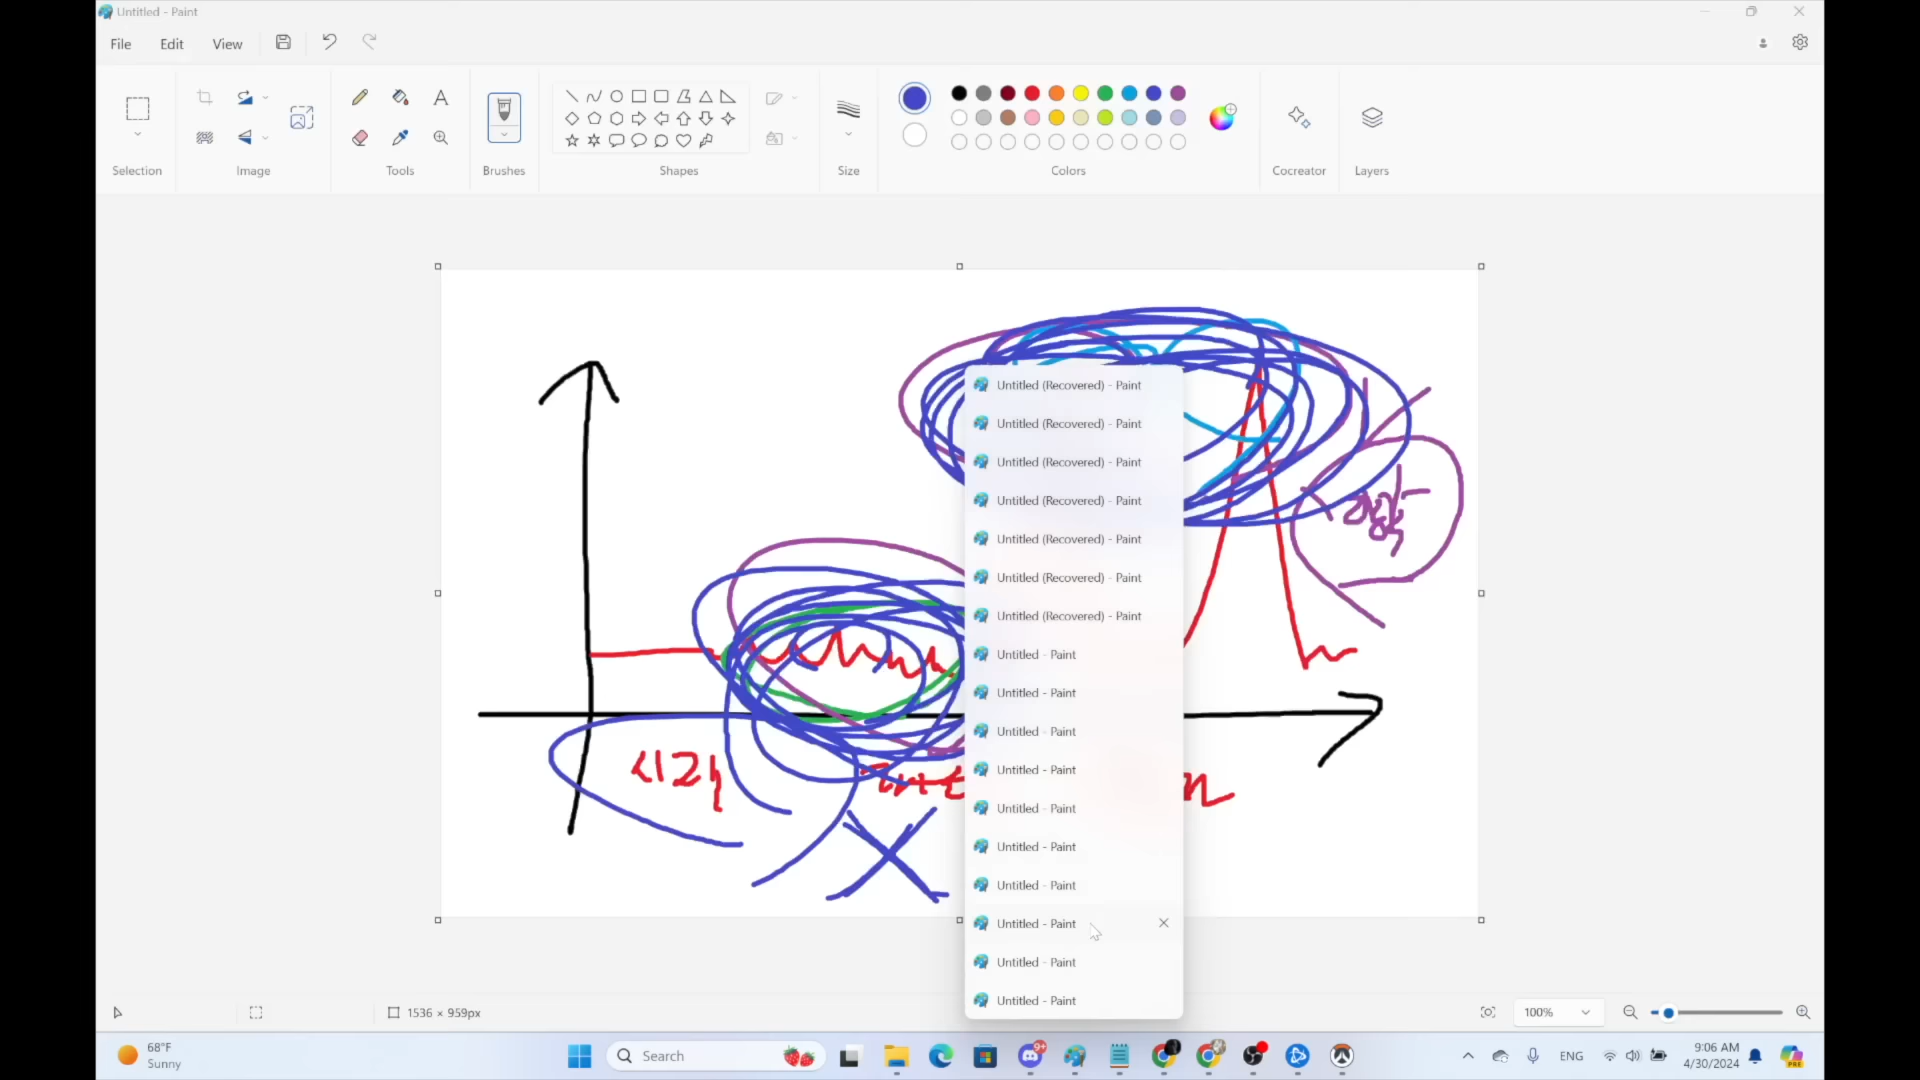 Untitled - Paint
File Edit View
Selection Image Tools Brushes Shapes Size Colors Cocreator Layers
Untitled (Recovered) - Paint
Untitled (Recovered) - Paint
Untitled (Recovered) - Paint
Untitled (Recovered) - Paint
Untitled (Recovered) - Paint
Untitled (Recovered) - Paint
Untitled (Recovered) - Paint
Untitled - Paint
Untitled - Paint
Untitled - Paint
Untitled - Paint
Untitled - Paint
Untitled - Paint
Untitled - Paint
Untitled - Paint
Untitled - Paint
Untitled - Paint
1536 × 959px 100%
68°F
Sunny
Search
9+
ENG
9:06 AM
4/30/2024
PRE